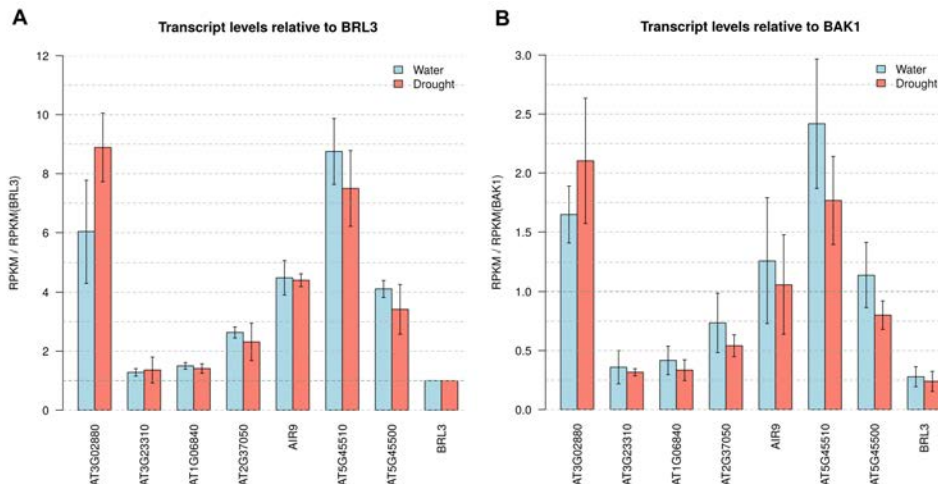 A
Transcript levels relative to BRL3
12
10
8
6
4
2
0
RPKM / RPKM(BRL3)
Water
Drought
AT3G02880
AT3G23310
AT1G06840
AT2G37050
AIR9
AT5G45510
AT5G45500
BRL3
B
Transcript levels relative to BAK1
3.0
2.5
2.0
1.5
1.0
0.5
0.0
RPKM / RPKM(BAK1)
Water
Drought
AT3G02880
AT3G23310
AT1G06840
AT2G37050
AIR9
AT5G45510
AT5G45500
BRL3